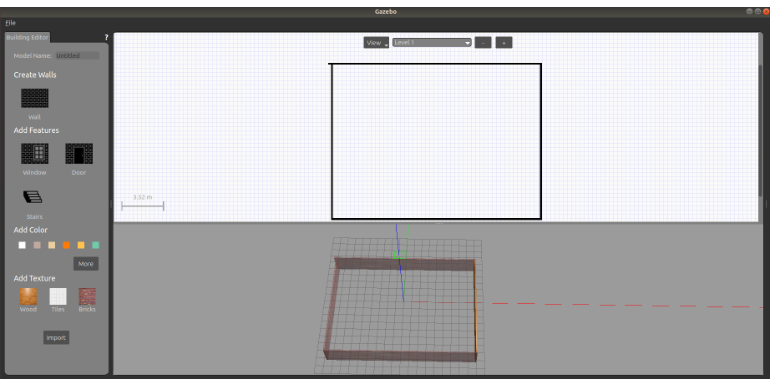 Gazebo
File
Building Editor
?
Model Name: Untitled
View
Level 1
-
+
Create Walls
Wall
Add Features
Window
Door
Stairs
3.52 m
Add Color
More
Add Texture
Wood
Tiles
Bricks
Import